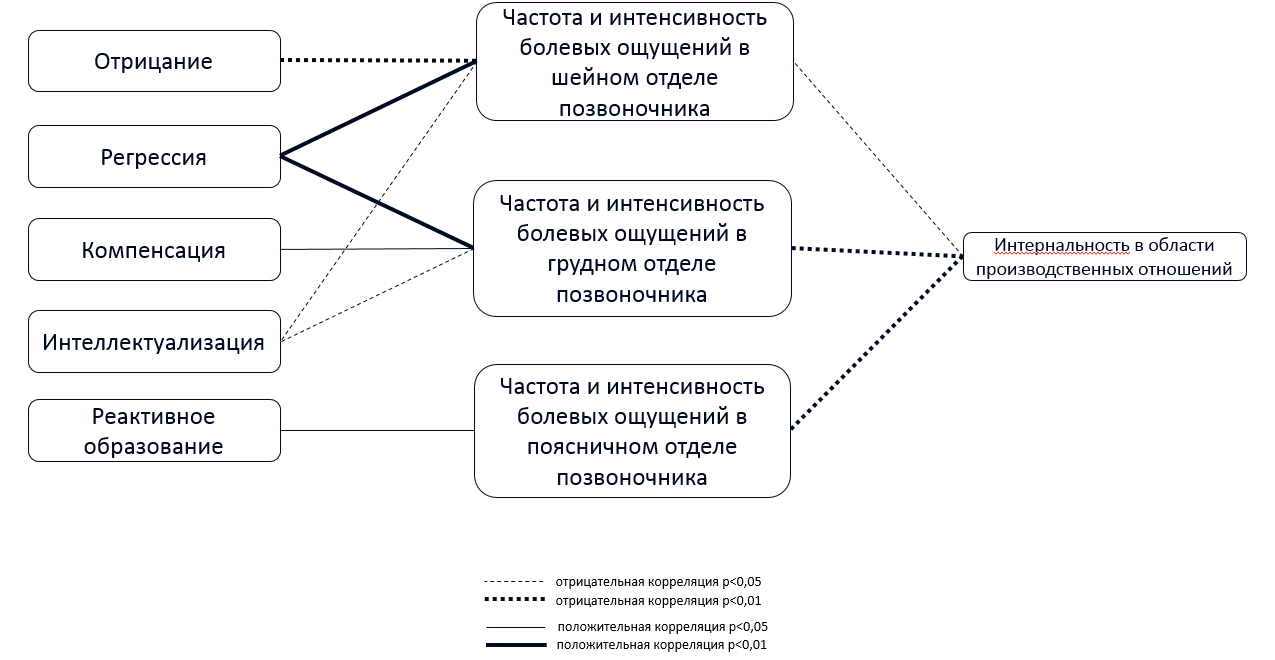 Отрицание
Регрессия
Компенсация
Интеллектуализация
Реактивное
образование
Частота и интенсивность
болевых ощущений в
шейном отделе
позвоночника
Частота и интенсивность
болевых ощущений в
грудном отделе
позвоночника
Частота и интенсивность
болевых ощущений в
поясничном отделе
позвоночника
Интернальность в области
производственных отношений
отрицательная корреляция p<0,05
отрицательная корреляция p<0,01
положительная корреляция p<0,05
положительная корреляция p<0,01